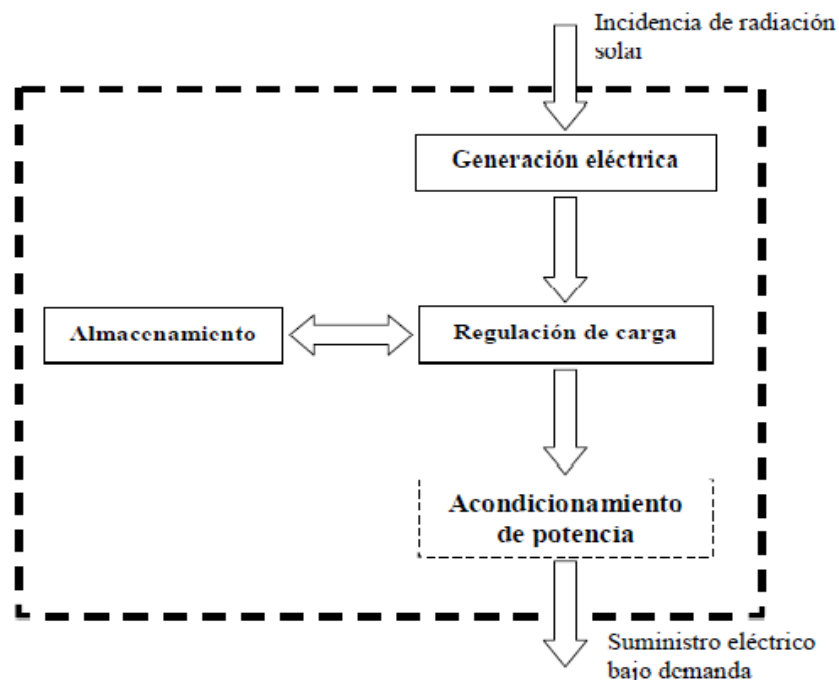 Incidencia de radiación
solar
Generación eléctrica
Almacenamiento
Regulación de carga
Acondicionamiento
de potencia
Suministro eléctrico
bajo demanda